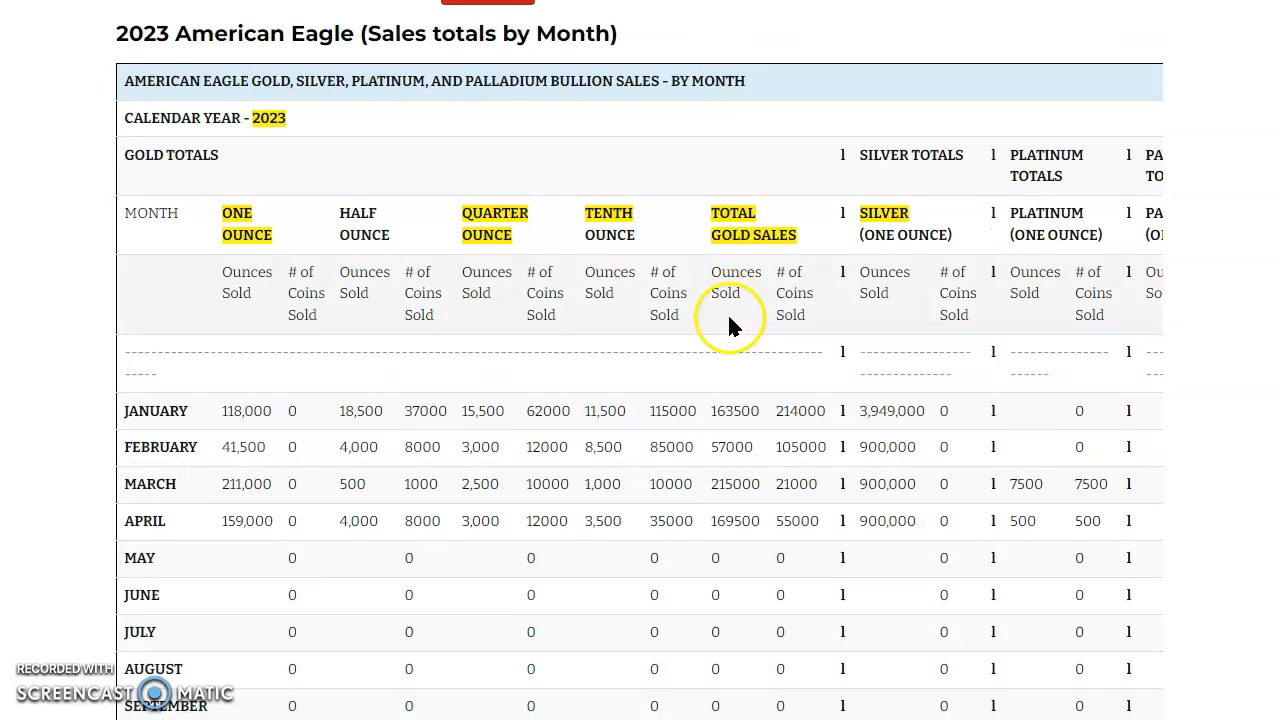 2023 American Eagle (Sales totals by Month)
AMERICAN EAGLE GOLD, SILVER, PLATINUM, AND PALLADIUM BULLION SALES - BY MONTH
CALENDAR YEAR - 2023
GOLD TOTALS l SILVER TOTALS l PLATINUM l PA
TOTALS TO
MONTH ONE HALF QUARTER TENTH TOTAL l SILVER l PLATINUM l PA
OUNCE OUNCE OUNCE OUNCE GOLD SALES (ONE OUNCE) (ONE OUNCE) (O
Ounces # of Ounces # of Ounces # of Ounces # of Ounces # of l Ounces # of l Ounces # of l Ou
Sold Coins Sold Coins Sold Coins Sold Coins Sold Coins Sold Coins Sold Coins So
Sold Sold Sold Sold Sold Sold Sold
---------------------------------------------------------------------------------------------------------------------- l ------------------- l ----------------- l ---
----- --------------- ------ ---
JANUARY 118,000 0 18,500 37000 15,500 62000 11,500 115000 163500 214000 l 3,949,000 0 l 0 l
FEBRUARY 41,500 0 4,000 8000 3,000 12000 8,500 85000 57000 105000 l 900,000 0 l 0 l
MARCH 211,000 0 500 1000 2,500 10000 1,000 10000 215000 21000 l 900,000 0 l 7500 7500 l
APRIL 159,000 0 4,000 8000 3,000 12000 3,500 35000 169500 55000 l 900,000 0 l 500 500 l
MAY 0 0 0 0 0 0 l 0 l 0 l
JUNE 0 0 0 0 0 0 l 0 l 0 l
JULY 0 0 0 0 0 0 l 0 l 0 l
AUGUST 0 0 0 0 0 0 l 0 l 0 l
SEPTEMBER 0 0 0 0 0 0 l 0 l 0 l
RECORDED WITH
SCREENCAST MATIC